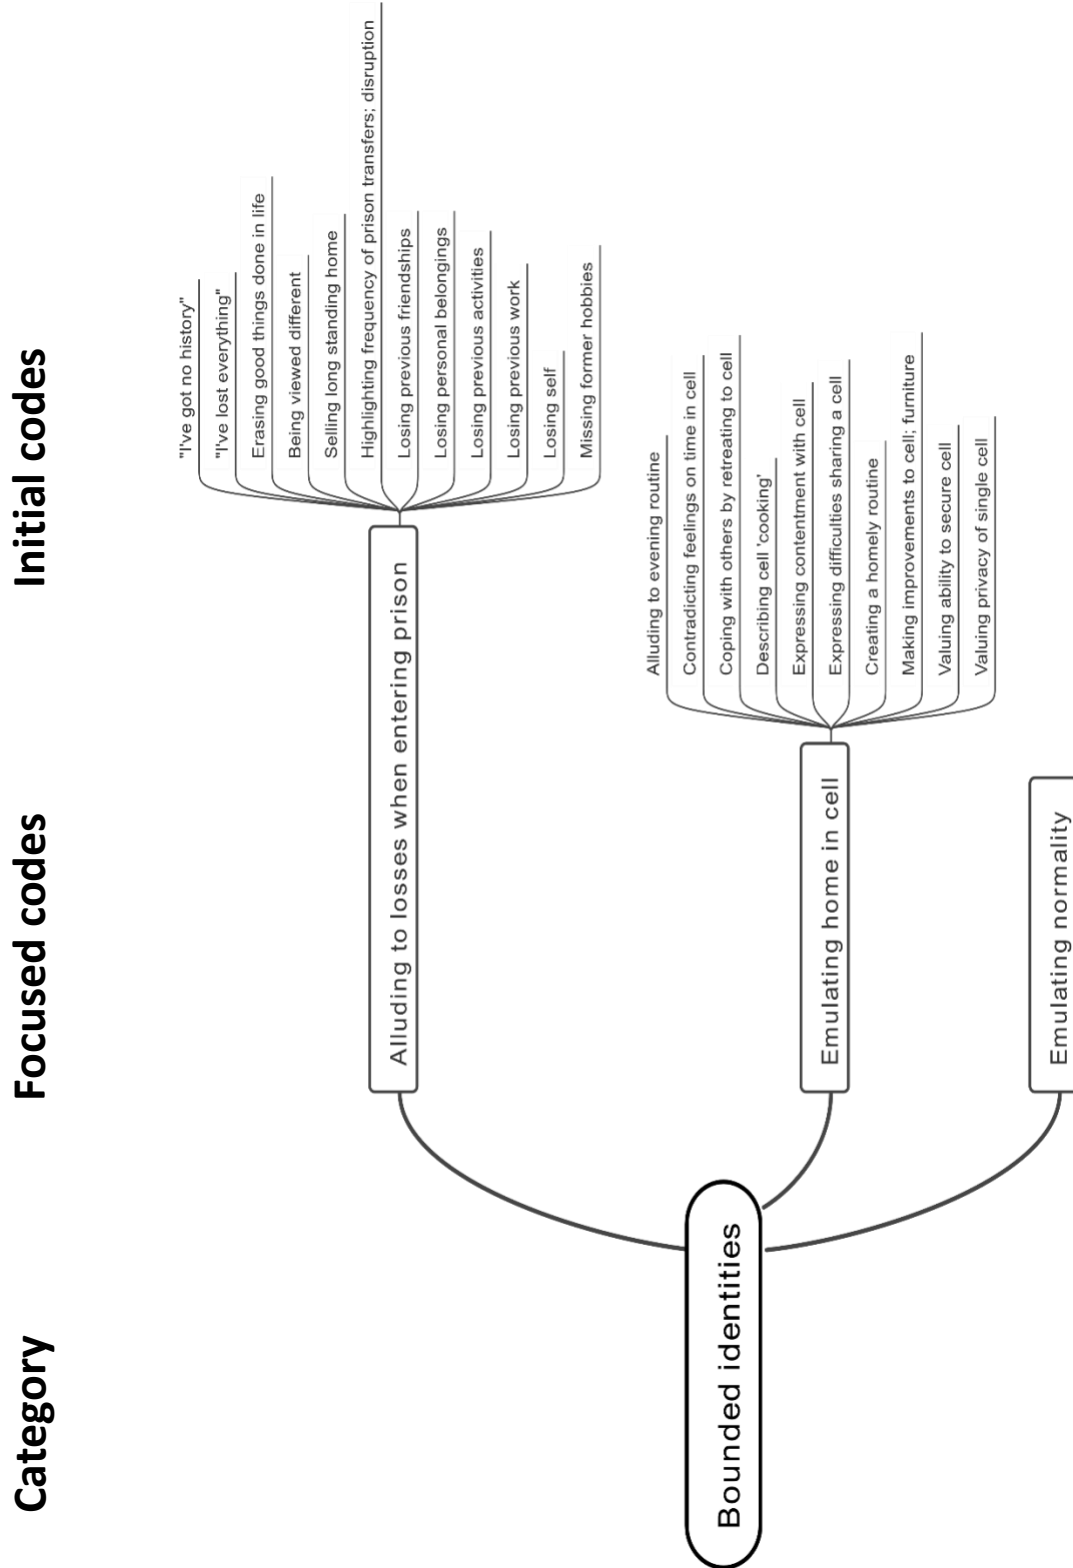 Category
Focused codes
Initial codes
Bounded identities
Alluding to losses when entering prison
"I've got no history"
"I've lost everything"
Erasing good things done in life
Being viewed different
Selling long standing home
Highlighting frequency of prison transfers; disruption
Losing previous friendships
Losing personal belongings
Losing previous activities
Losing previous work
Losing self
Missing former hobbies
Emulating home in cell
Alluding to evening routine
Contradicting feelings on time in cell
Coping with others by retreating to cell
Describing cell 'cooking'
Expressing contentment with cell
Expressing difficulties sharing a cell
Creating a homely routine
Making improvements to cell; furniture
Valuing ability to secure cell
Valuing privacy of single cell
Emulating normality